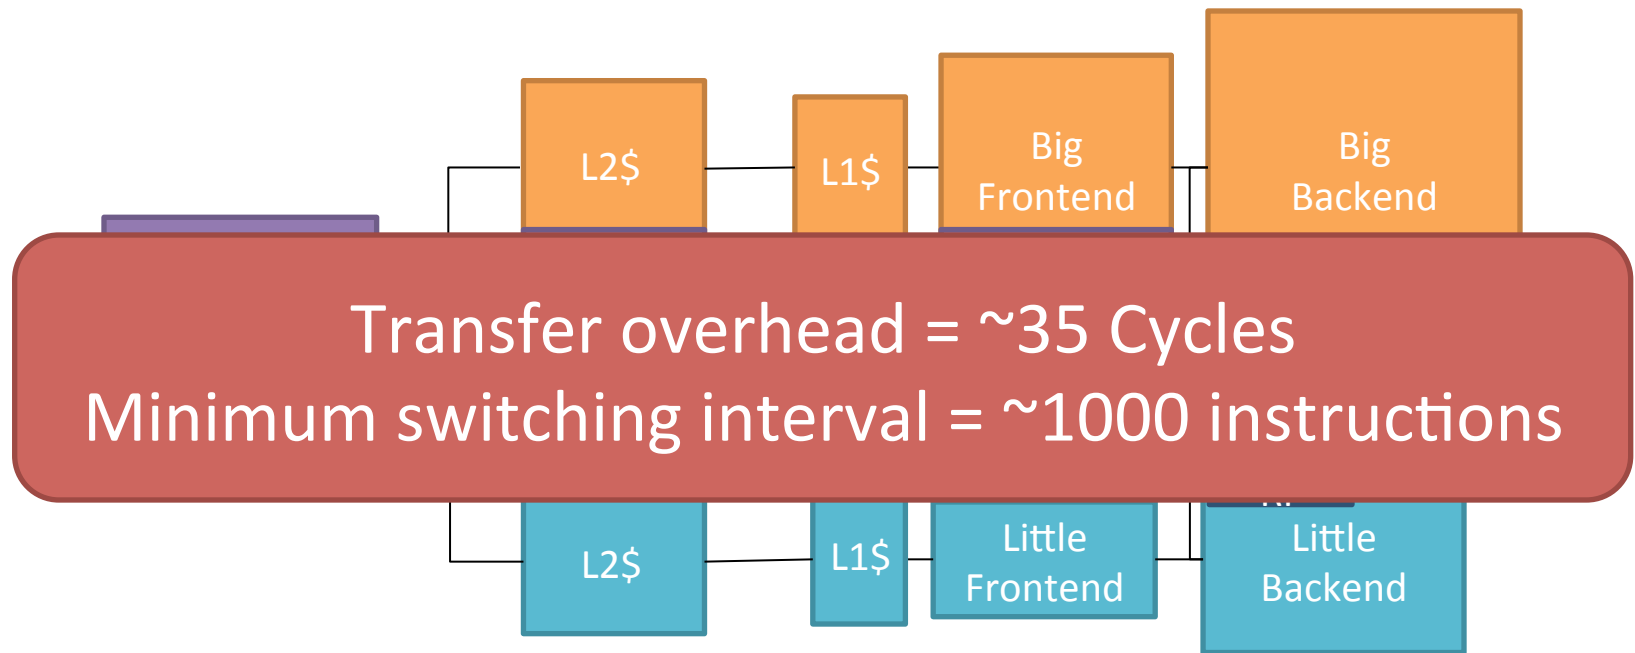 L2$
L1$
Big
Frontend
Big
Backend
Transfer overhead = ~35 Cycles
Minimum switching interval = ~1000 instructions
L2$
L1$
Little
Frontend
Little
Backend